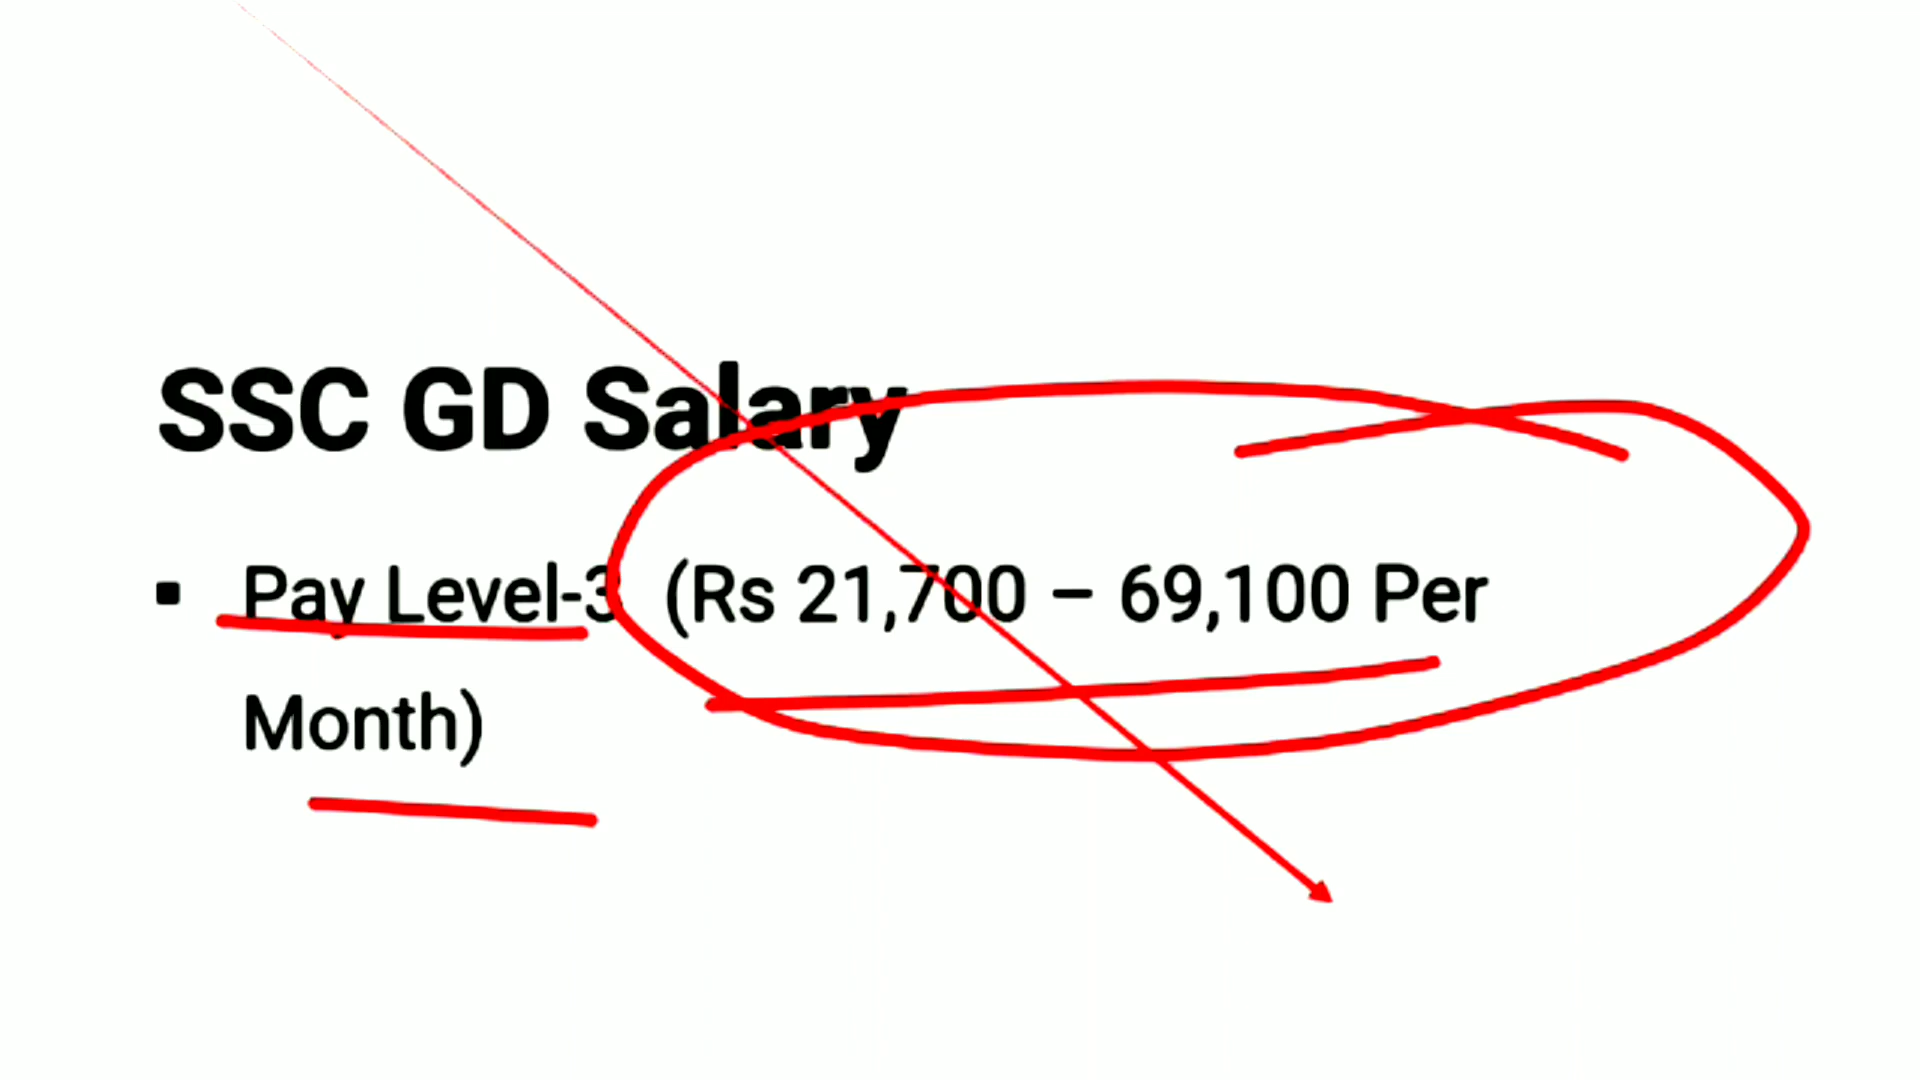 SSC GD Salary
▪ Pay Level-3 (Rs 21,700 – 69,100 Per
Month)